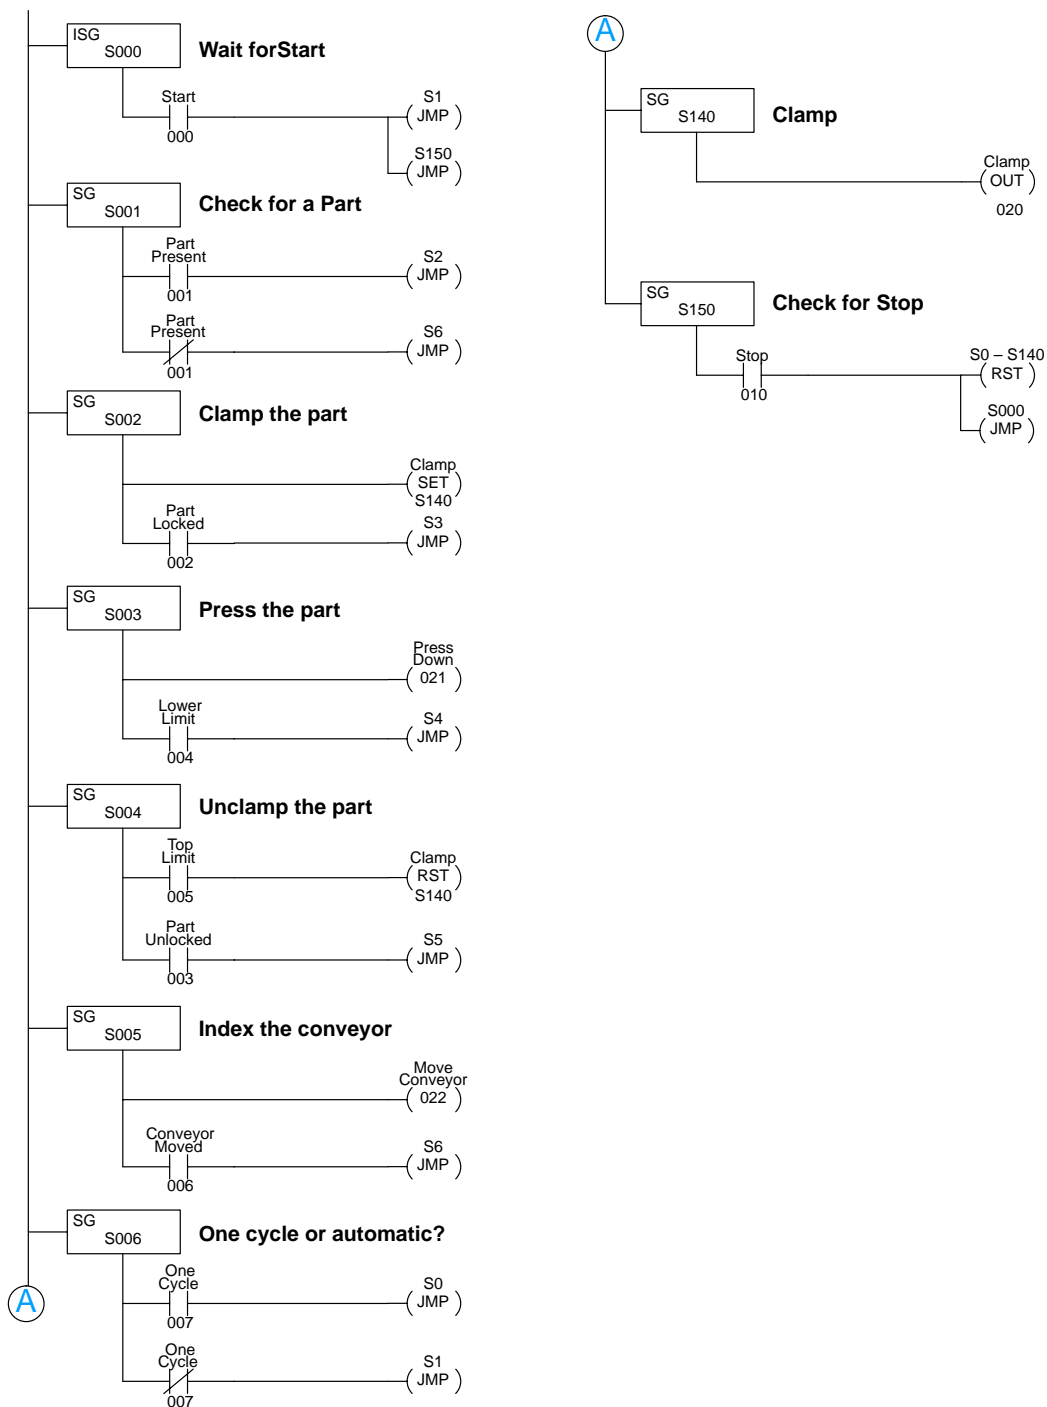 ISG
S000
Wait forStart
Start
000
S1
JMP
S150
JMP
SG
S001
Check for a Part
Part
Present
001
S2
JMP
Part
Present
001
S6
JMP
SG
S002
Clamp the part
Clamp
SET
S140
Part
Locked
002
S3
JMP
SG
S003
Press the part
Press
Down
021
Lower
Limit
004
S4
JMP
SG
S004
Unclamp the part
Top
Limit
005
Clamp
RST
S140
Part
Unlocked
003
S5
JMP
SG
S005
Index the conveyor
Move
Conveyor
022
Conveyor
Moved
006
S6
JMP
SG
S006
One cycle or automatic?
One
Cycle
007
S0
JMP
One
Cycle
007
S1
JMP
A
A
SG
S140
Clamp
Clamp
OUT
020
SG
S150
Check for Stop
Stop
010
S0 – S140
RST
S000
JMP